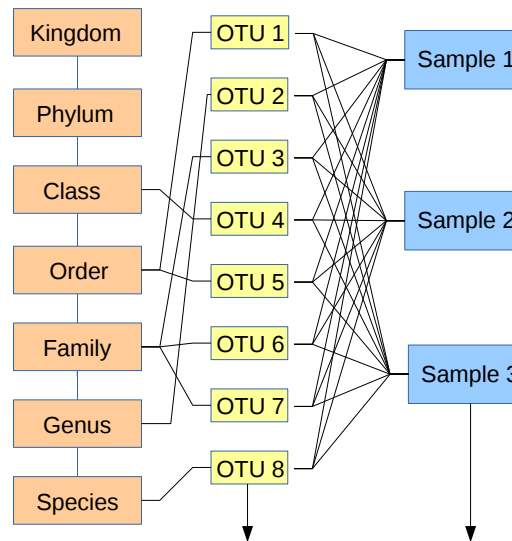 Kingdom
Phylum
Class
Order
Family
Genus
Species
OTU 1
OTU 2
OTU 3
OTU 4
OTU 5
OTU 6
OTU 7
OTU 8
Sample 1
Sample 2
Sample 3